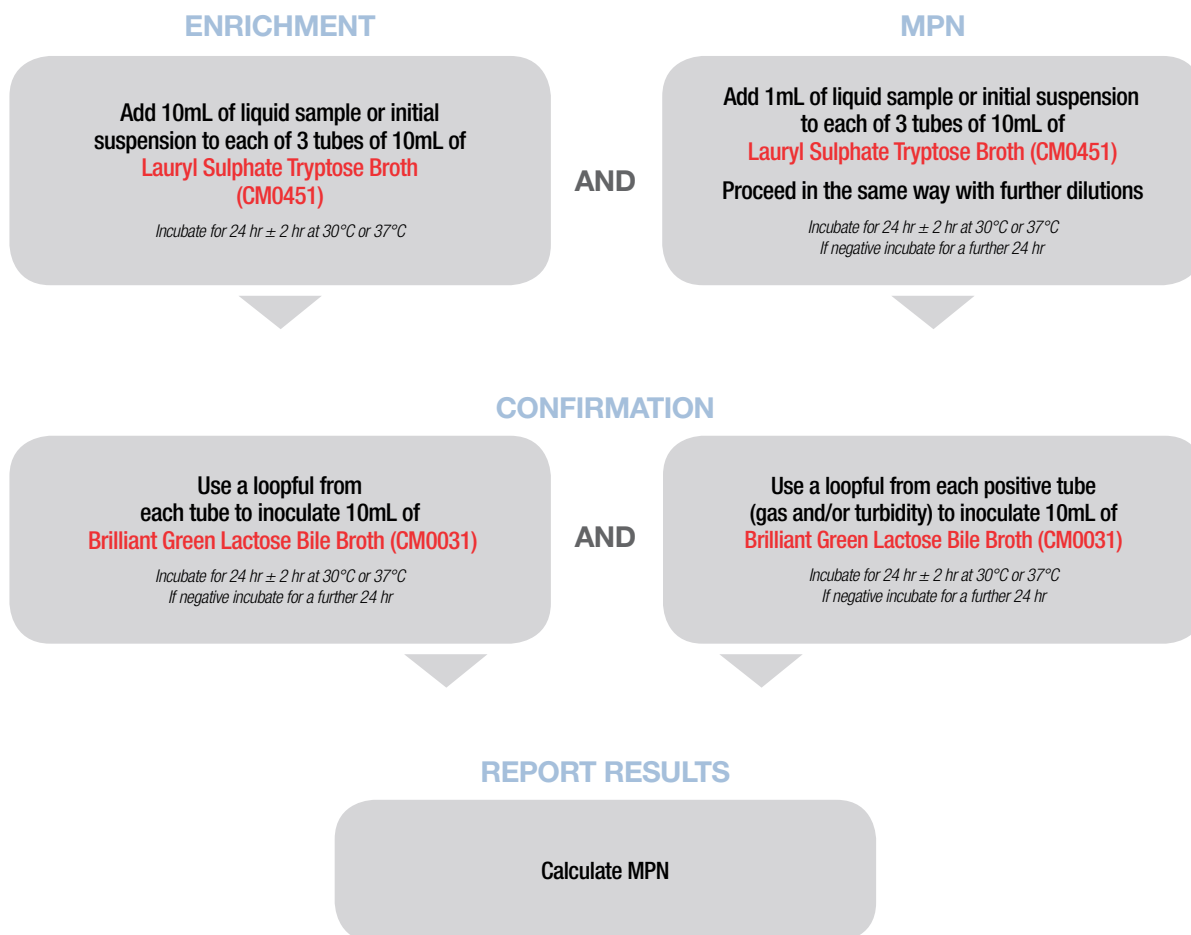 ENRICHMENT
Add 10mL of liquid sample or initial
suspension to each of 3 tubes of 10mL of
Lauryl Sulphate Tryptose Broth
(CM0451)
Incubate for 24 hr ± 2 hr at 30°C or 37°C
AND
MPN
Add 1mL of liquid sample or initial suspension
to each of 3 tubes of 10mL of
Lauryl Sulphate Tryptose Broth (CM0451)
Proceed in the same way with further dilutions
Incubate for 24 hr ± 2 hr at 30°C or 37°C
If negative incubate for a further 24 hr
CONFIRMATION
Use a loopful from
each tube to inoculate 10mL of
Brilliant Green Lactose Bile Broth (CM0031)
Incubate for 24 hr ± 2 hr at 30°C or 37°C
If negative incubate for a further 24 hr
AND
Use a loopful from each positive tube
(gas and/or turbidity) to inoculate 10mL of
Brilliant Green Lactose Bile Broth (CM0031)
Incubate for 24 hr ± 2 hr at 30°C or 37°C
If negative incubate for a further 24 hr
REPORT RESULTS
Calculate MPN